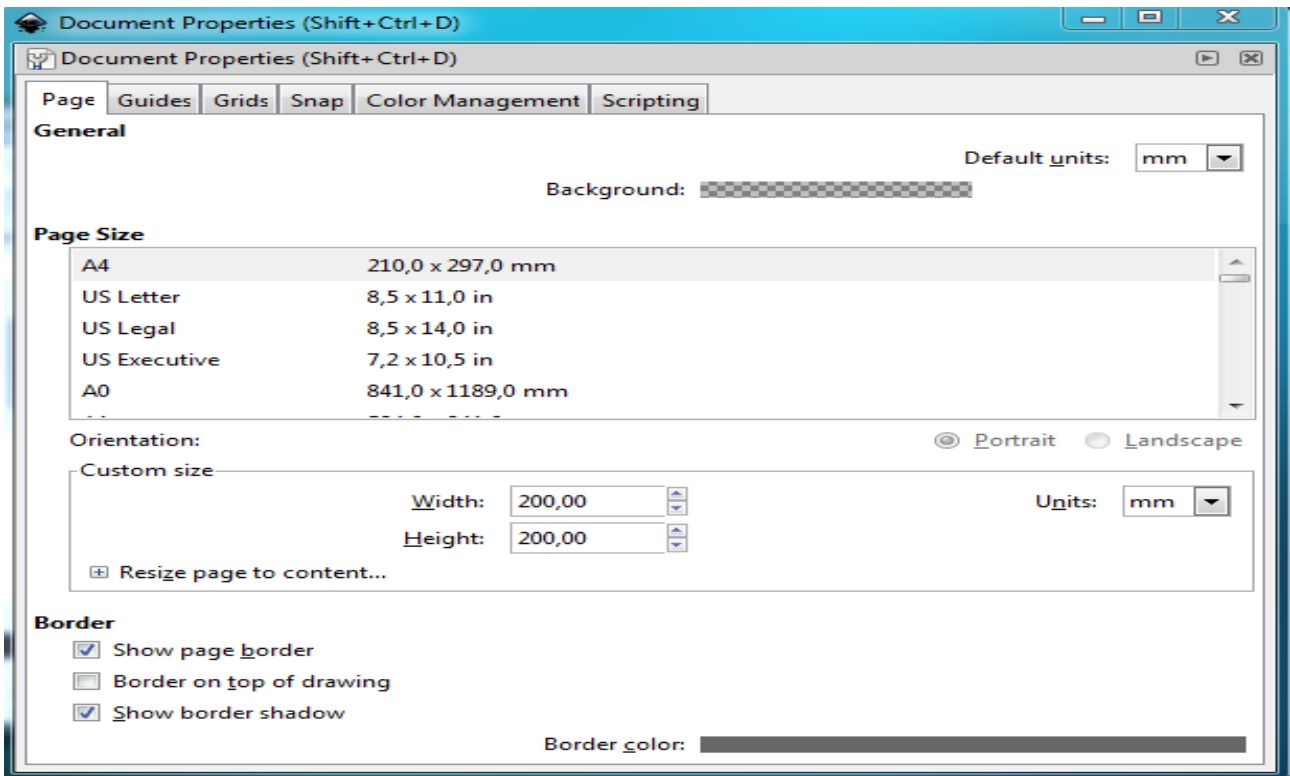 Document Properties (Shift+Ctrl+D)
Document Properties (Shift+Ctrl+D)
Page Guides Grids Snap Color Management Scripting
General
Default units: mm
Background:
Page Size
A4 210,0 x 297,0 mm
US Letter 8,5 x 11,0 in
US Legal 8,5 x 14,0 in
US Executive 7,2 x 10,5 in
A0 841,0 x 1189,0 mm
Orientation: Portrait Landscape
Custom size
Width: 200,00 Units: mm
Height: 200,00
Resize page to content...
Border
Show page border
Border on top of drawing
Show border shadow
Border color: